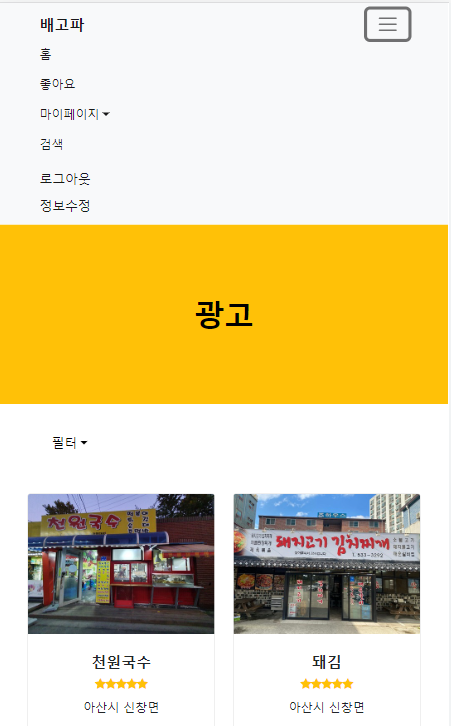 배고파
홈
좋아요
마이페이지
검색
로그아웃
정보수정
광고
필터
천원국수
돼지고기 김치찌개
천원국수
돼김
아산시 신창면
아산시 신창면